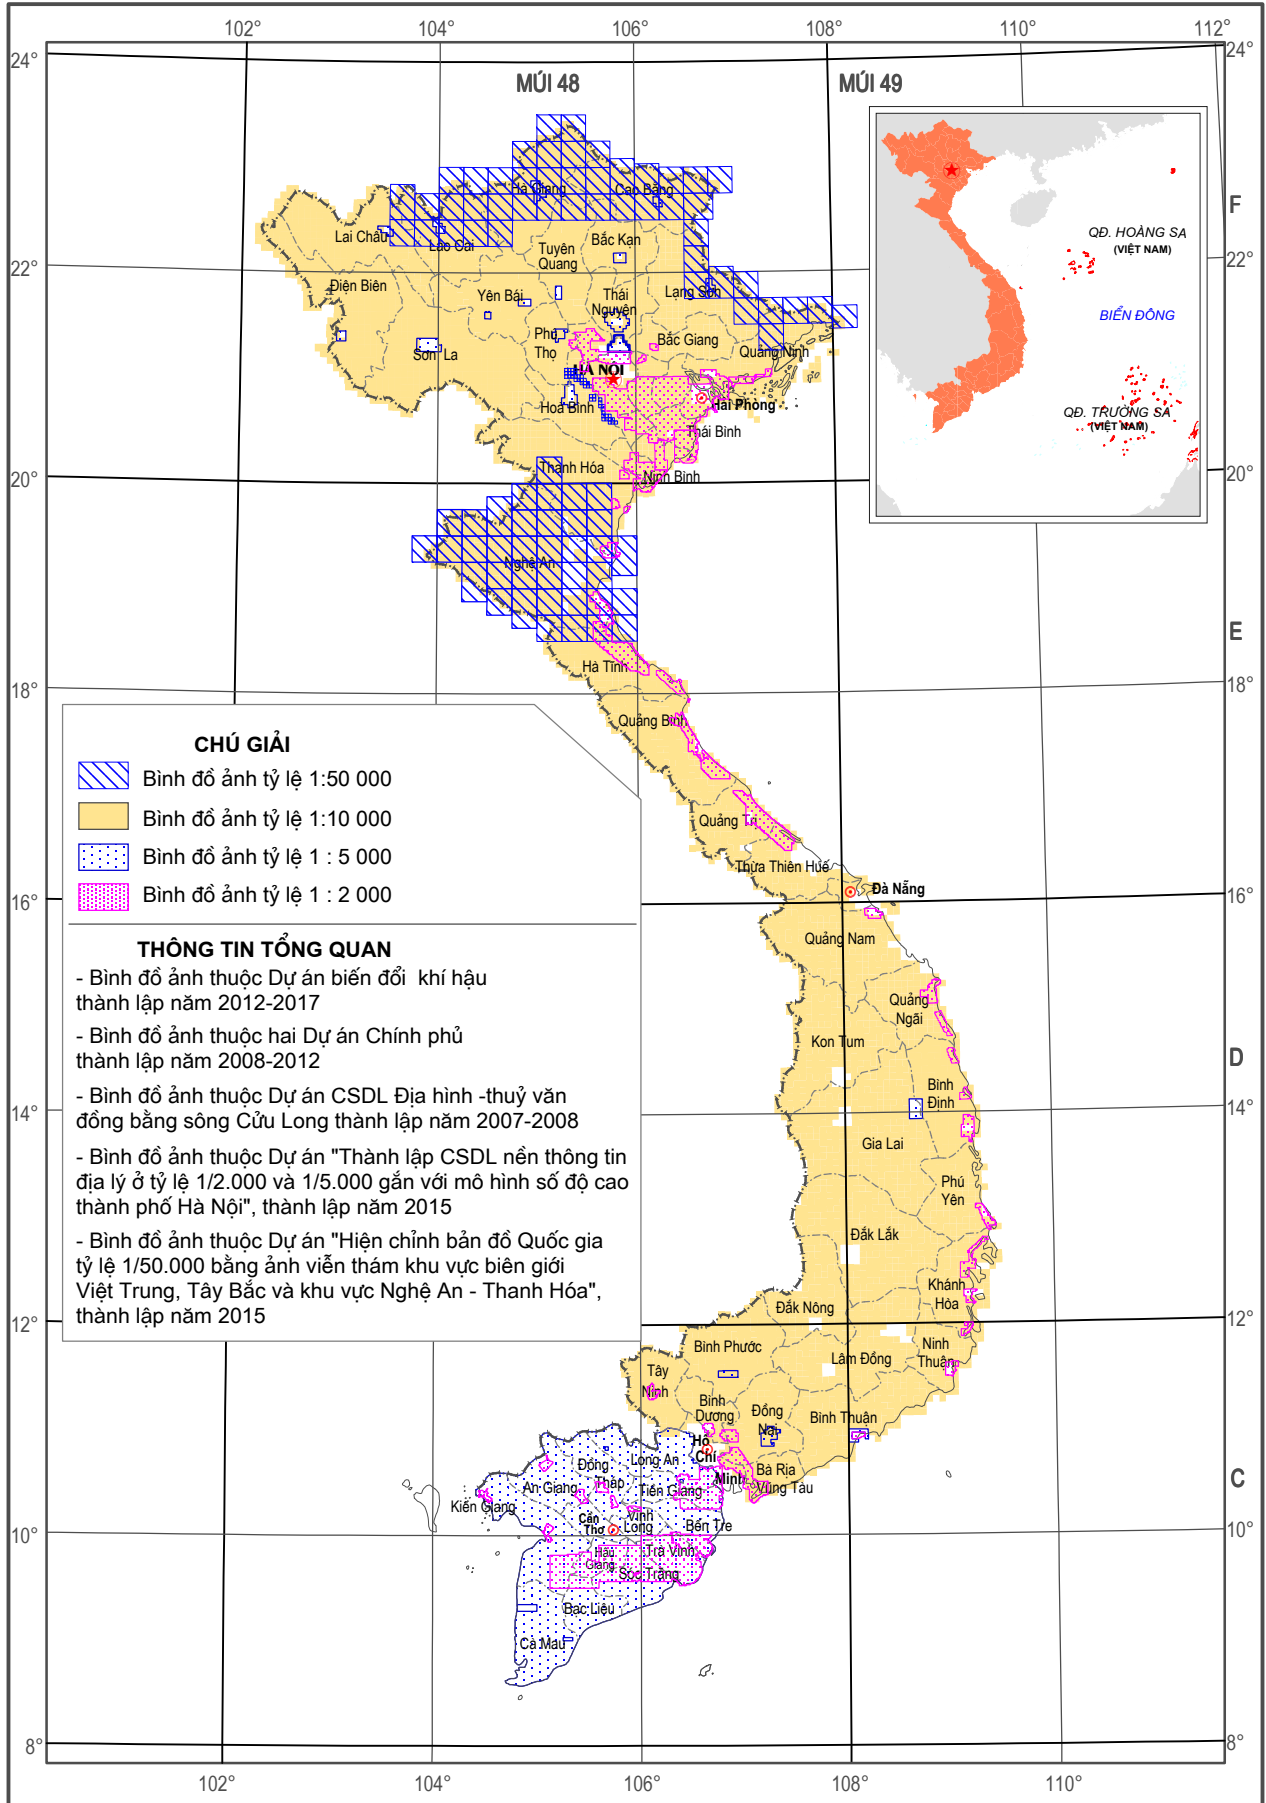 102°
104°
106°
108°
110°
112°
24°
24°
MÚI 48
MÚI 49
F
QĐ. HOÀNG SA
(VIỆT NAM)
BIỂN ĐÔNG
QĐ. TRƯỜNG SA
(VIỆT NAM)
Hà Giang
Cao Bằng
Lai Châu
Lào Cai
Bắc Kạn
Tuyên
Quang
22°
22°
Điện Biên
Yên Bái
Thái
Nguyên
Lạng Sơn
Phú
Thọ
Bắc Giang
Sơn La
Quảng Ninh
HÀ NỘI
Hoà Bình
Hải Phòng
Thái Bình
Thanh Hóa
Ninh Bình
20°
20°
Nghệ An
E
Hà Tĩnh
18°
18°
Quảng Bình
CHÚ GIẢI
Bình đồ ảnh tỷ lệ 1:50 000
Bình đồ ảnh tỷ lệ 1:10 000
Bình đồ ảnh tỷ lệ 1 : 5 000
Bình đồ ảnh tỷ lệ 1 : 2 000
Quảng Trị
Thừa Thiên Huế
16°
16°
Đà Nẵng
THÔNG TIN TỔNG QUAN
- Bình đồ ảnh thuộc Dự án biến đổi khí hậu
thành lập năm 2012-2017
- Bình đồ ảnh thuộc hai Dự án Chính phủ
thành lập năm 2008-2012
- Bình đồ ảnh thuộc Dự án CSDL Địa hình -thuỷ văn
đồng bằng sông Cửu Long thành lập năm 2007-2008
- Bình đồ ảnh thuộc Dự án "Thành lập CSDL nền thông tin
địa lý ở tỷ lệ 1/2.000 và 1/5.000 gắn với mô hình số độ cao
thành phố Hà Nội", thành lập năm 2015
- Bình đồ ảnh thuộc Dự án "Hiện chỉnh bản đồ Quốc gia
tỷ lệ 1/50.000 bằng ảnh viễn thám khu vực biên giới
Việt Trung, Tây Bắc và khu vực Nghệ An - Thanh Hóa",
thành lập năm 2015
Quảng Nam
Quảng
Ngãi
Kon Tum
D
Bình
Định
14°
14°
Gia Lai
Phú
Yên
Đắk Lắk
Khánh
Hòa
Đắk Nông
12°
12°
Bình Phước
Ninh
Thuận
Lâm Đồng
Tây
Ninh
Bình
Dương
Đồng
Nai
Bình Thuận
Hồ
Chí
Minh
Long An
Đồng
Tháp
Bà Rịa
Vũng Tàu
C
An Giang
Tiền Giang
Kiến Giang
Cần
Thơ
Vĩnh
Long
Bến Tre
10°
10°
Hậu
Giang
Trà Vinh
Sóc Trăng
Bạc Liêu
Cà Mau
8°
8°
102°
104°
106°
108°
110°